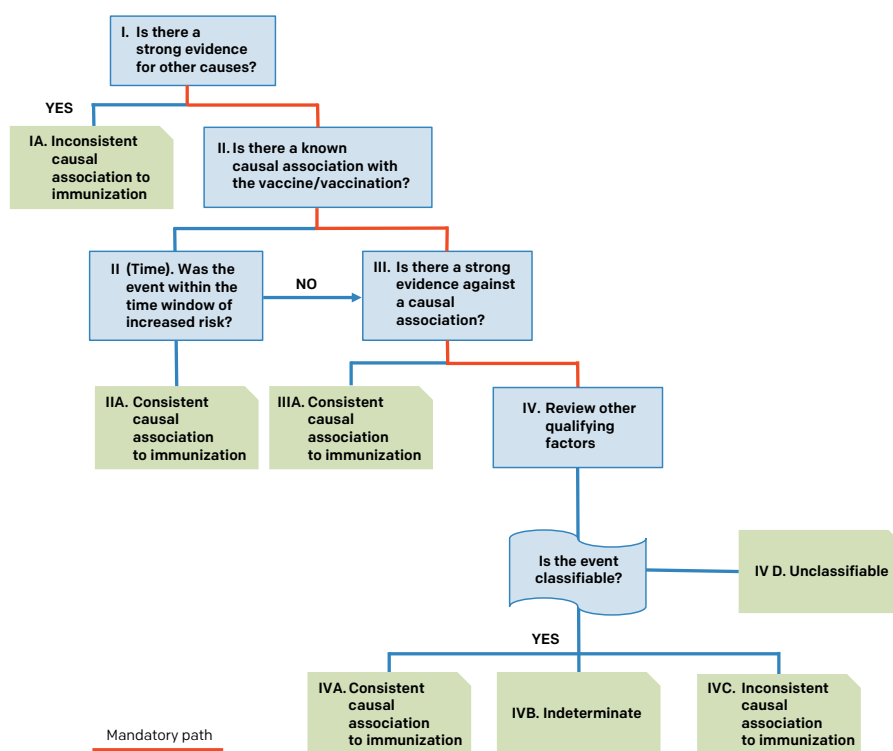 I. Is there a
strong evidence
for other causes?
YES
IA. Inconsistent
causal
association to
immunization
II. Is there a known
causal association with
the vaccine/vaccination?
II (Time). Was the
event within the
time window of
increased risk?
NO
III. Is there a strong
evidence against
a causal
association?
IIA. Consistent
causal
association
to immunization
IIIA. Consistent
causal
association
to immunization
IV. Review other
qualifying
factors
Is the event
classifiable?
IV D. Unclassifiable
YES
IVA. Consistent
causal
association
to immunization
IVB. Indeterminate
IVC. Inconsistent
causal
association
to immunization
Mandatory path